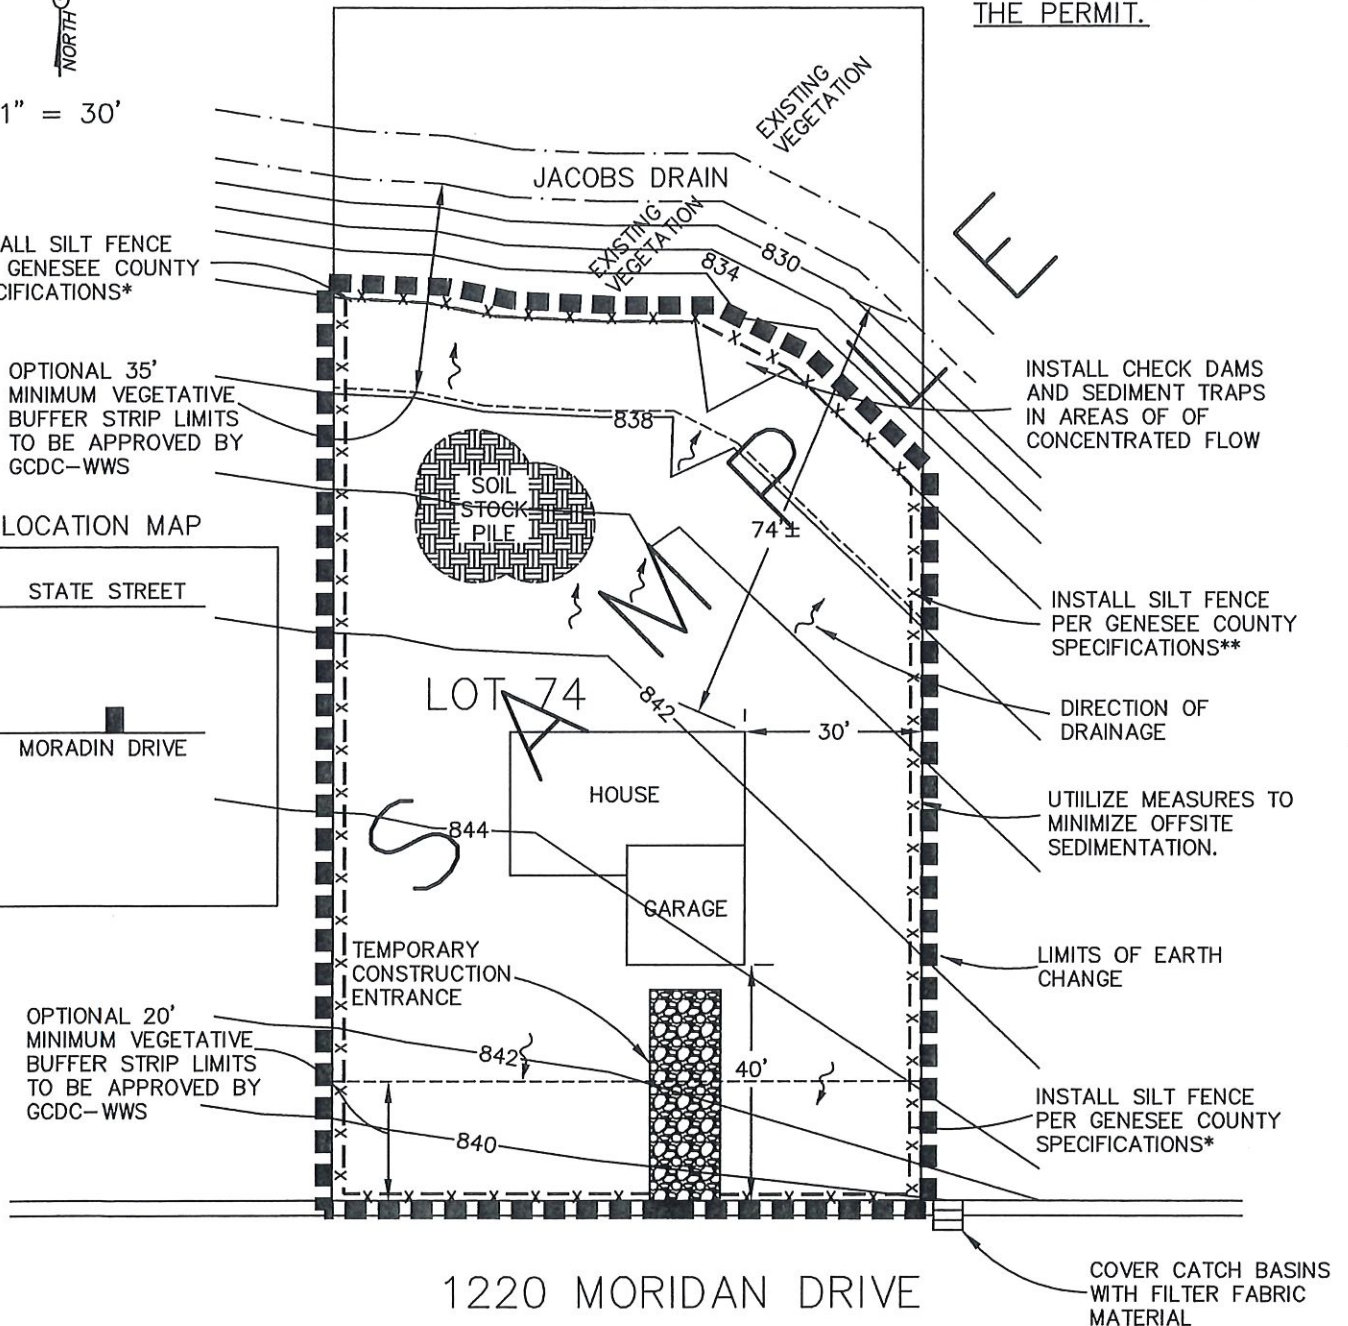 THE PERMIT.
NORTH
1" = 30'
EXISTING
VEGETATION
JACOBS DRAIN
EXISTING
VEGETATION
830
834
ALL SILT FENCE
GENESEE COUNTY
CIFICATIONS*
OPTIONAL 35'
MINIMUM VEGETATIVE
BUFFER STRIP LIMITS
TO BE APPROVED BY
GCDC-WWS
INSTALL CHECK DAMS
AND SEDIMENT TRAPS
IN AREAS OF OF
CONCENTRATED FLOW
838
SOIL
STOCK
PILE
74'±
LOCATION MAP
STATE STREET
MORADIN DRIVE
INSTALL SILT FENCE
PER GENESEE COUNTY
SPECIFICATIONS**
SAMPLE
LOT 74
842
30'
DIRECTION OF
DRAINAGE
HOUSE
844
UTIILIZE MEASURES TO
MINIMIZE OFFSITE
SEDIMENTATION.
GARAGE
TEMPORARY
CONSTRUCTION
ENTRANCE
LIMITS OF EARTH
CHANGE
OPTIONAL 20'
MINIMUM VEGETATIVE
BUFFER STRIP LIMITS
TO BE APPROVED BY
GCDC-WWS
842
40'
840
INSTALL SILT FENCE
PER GENESEE COUNTY
SPECIFICATIONS*
1220 MORIDAN DRIVE
COVER CATCH BASINS
WITH FILTER FABRIC
MATERIAL